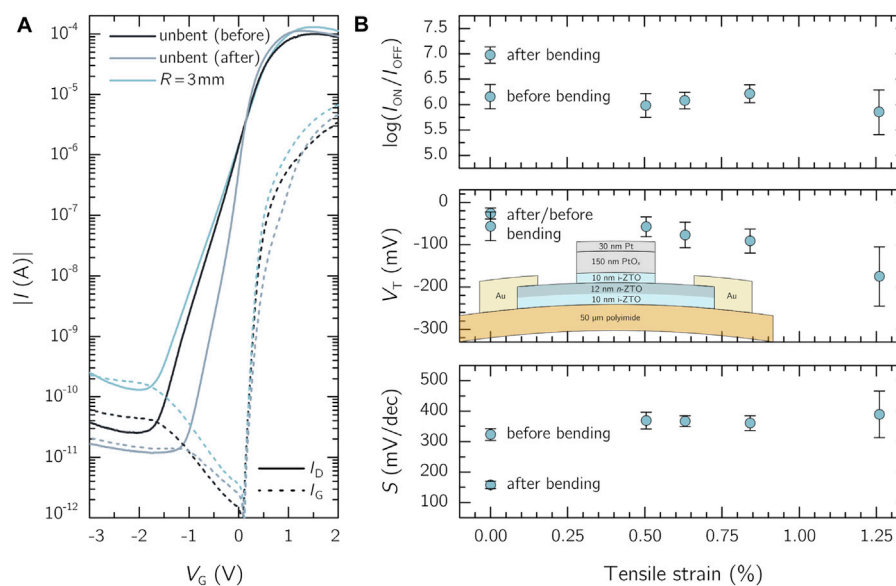 A
10⁻⁴
10⁻⁵
10⁻⁶
10⁻⁷
10⁻⁸
10⁻⁹
10⁻¹⁰
10⁻¹¹
10⁻¹²
|I (A)|
unbent (before)
unbent (after)
R = 3 mm
I_D
I_G
-3 -2 -1 0 1 2
V_G (V)
B
7.5
7.0
6.5
6.0
5.5
5.0
log(I_ON/I_OFF)
after bending
before bending
0
-100
-200
-300
V_T (mV)
after/before
bending
30 nm Pt
150 nm PtOₓ
10 nm i-ZTO
12 nm n-ZTO
10 nm i-ZTO
Au
Au
50 μm polyimide
500
400
300
200
100
S (mV/dec)
before bending
after bending
0.00 0.25 0.50 0.75 1.00 1.25
Tensile strain (%)